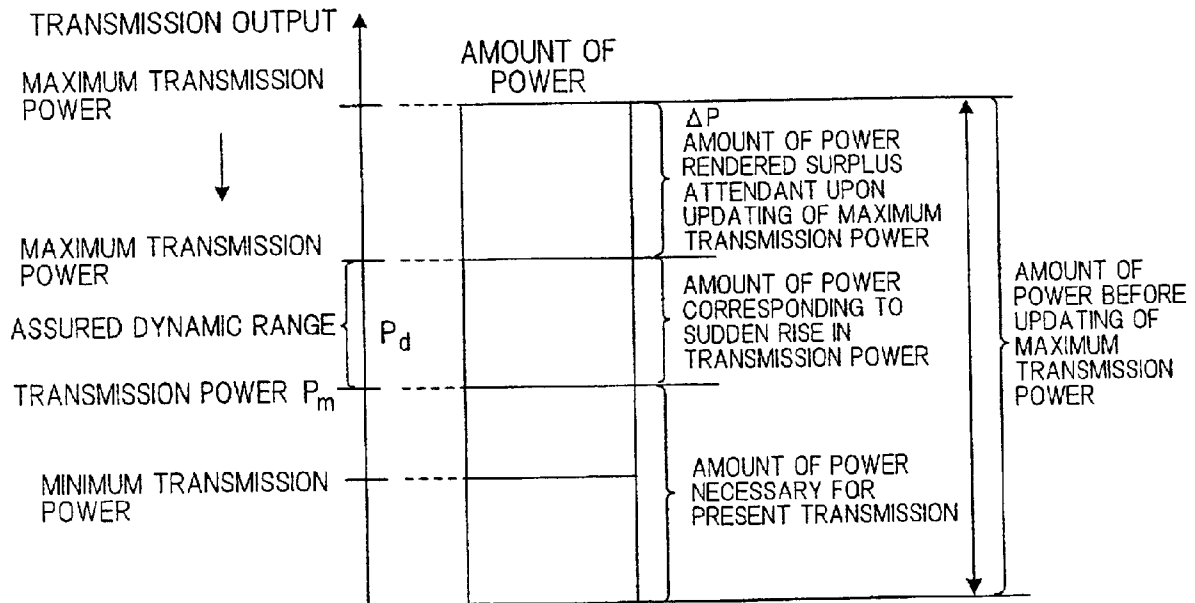 TRANSMISSION OUTPUT
AMOUNT OF
POWER
MAXIMUM TRANSMISSION
POWER
ΔP
AMOUNT OF POWER
RENDERED SURPLUS
ATTENDANT UPON
UPDATING OF MAXIMUM
TRANSMISSION POWER
MAXIMUM TRANSMISSION
POWER
AMOUNT OF POWER
CORRESPONDING TO
SUDDEN RISE IN
TRANSMISSION POWER
AMOUNT OF
POWER BEFORE
UPDATING OF
MAXIMUM
TRANSMISSION
POWER
ASSURED DYNAMIC RANGE
Pd
TRANSMISSION POWER Pm
MINIMUM TRANSMISSION
POWER
AMOUNT OF POWER
NECESSARY FOR
PRESENT TRANSMISSION